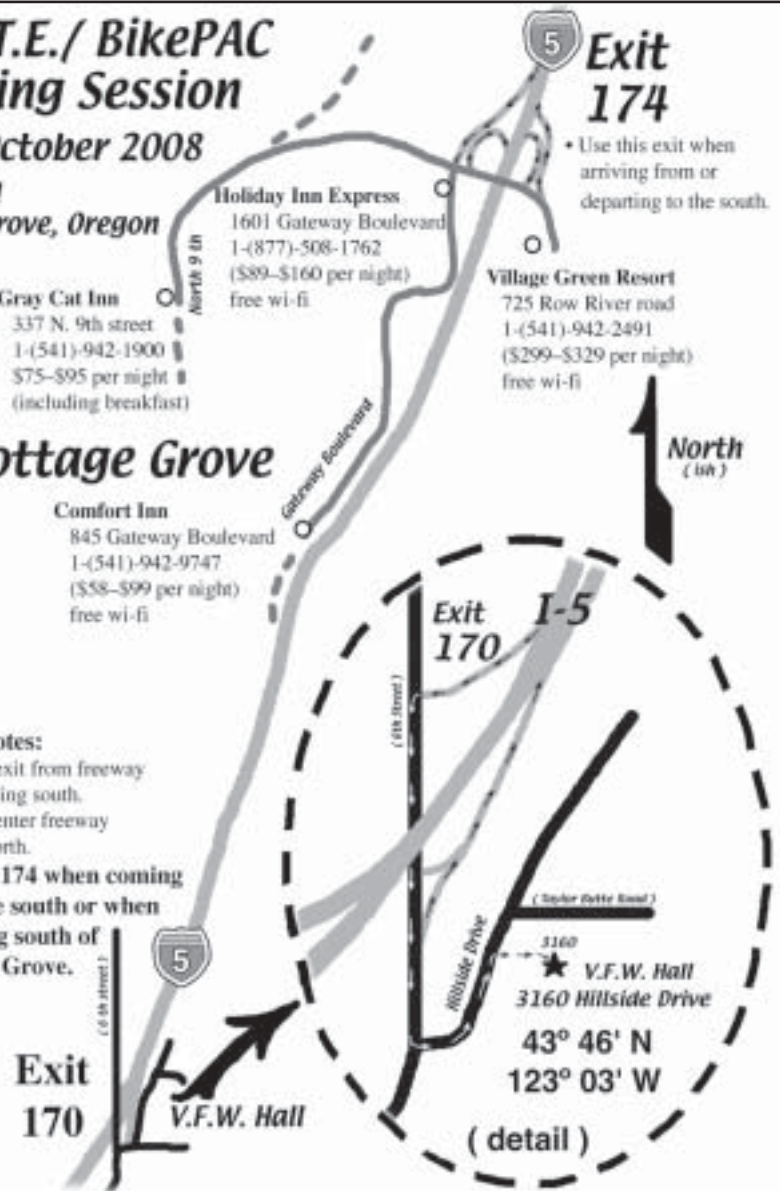 T.E./ BikePAC
ing Session
ctober 2008
rove, Oregon
5
Exit
174
• Use this exit when
arriving from or
departing to the south.
Holiday Inn Express
1601 Gateway Boulevard
1-(877)-508-1762
($89–$160 per night)
free wi-fi
North 9 th
Village Green Resort
725 Row River road
1-(541)-942-2491
($299–$329 per night)
free wi-fi
Gray Cat Inn
337 N. 9th street
1-(541)-942-1900
$75–$95 per night
(including breakfast)
North
( ish )
ottage Grove
Gateway Boulevard
Comfort Inn
845 Gateway Boulevard
1-(541)-942-9747
($58–$99 per night)
free wi-fi
Exit
170
I-5
( 6th Street )
otes:
exit from freeway
ing south.
enter freeway
orth.
174 when coming
e south or when
g south of
Grove.
( 6 th street )
5
Exit
170
V.F.W. Hall
( Taylor Butte Road )
Hillside Drive
3160
V.F.W. Hall
3160 Hillside Drive
43° 46' N
123° 03' W
( detail )